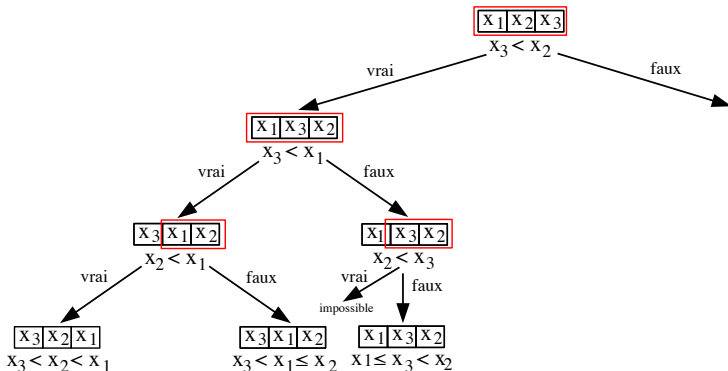 x1 x2 x3
x3 < x2
vrai
faux
x1 x3 x2
x3 < x1
vrai
faux
x3 x1 x2
x1 x3 x2
x2 < x1
x2 < x3
vrai
faux
vrai
faux
impossible
x3 x2 x1
x3 x1 x2
x1 x3 x2
x3 < x2 < x1
x3 < x1 ≤ x2
x1 ≤ x3 < x2